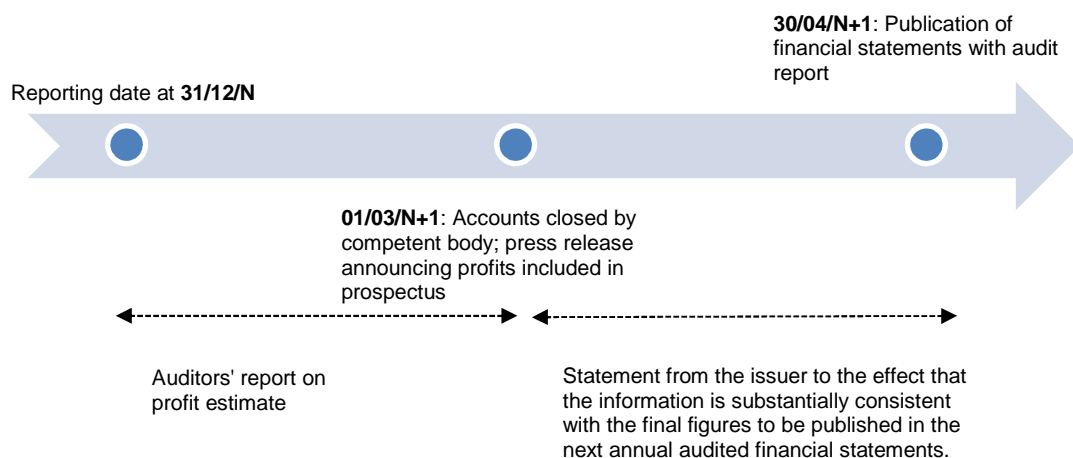 30/04/N+1: Publication of
financial statements with audit
report
Reporting date at 31/12/N
01/03/N+1: Accounts closed by
competent body; press release
announcing profits included in
prospectus
Auditors' report on
profit estimate
Statement from the issuer to the effect that
the information is substantially consistent
with the final figures to be published in the
next annual audited financial statements.